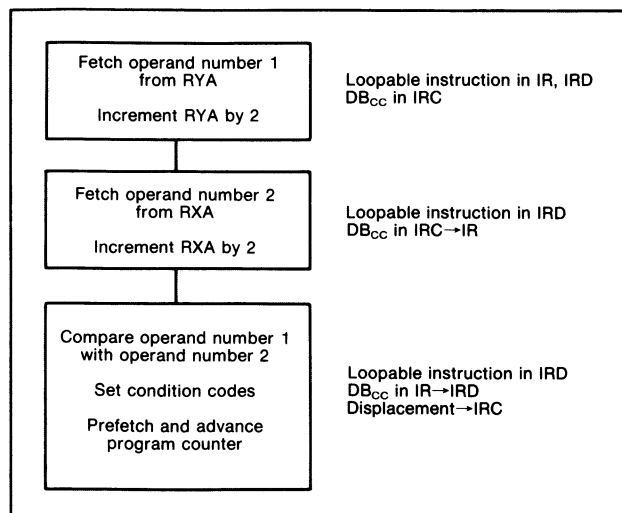 Fetch operand number 1
from RYA
Increment RYA by 2
Loopable instruction in IR, IRD
DBCC in IRC
Fetch operand number 2
from RXA
Increment RXA by 2
Loopable instruction in IRD
DBCC in IRC→IR
Compare operand number 1
with operand number 2
Set condition codes
Prefetch and advance
program counter
Loopable instruction in IRD
DBCC in IR→IRD
Displacement→IRC